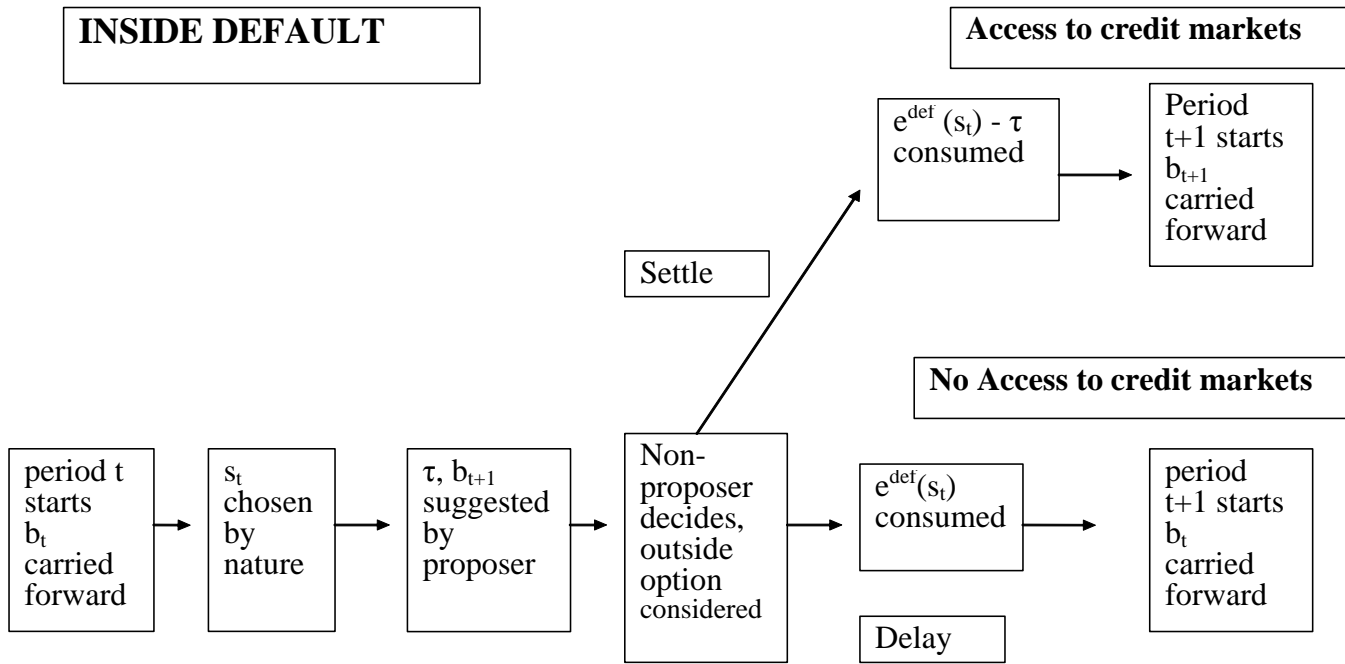 INSIDE DEFAULT
Access to credit markets
e^def (s_t) - τ
consumed
Period
t+1 starts
b_{t+1}
carried
forward
Settle
No Access to credit markets
period t
starts
b_t
carried
forward
s_t
chosen
by
nature
τ, b_{t+1}
suggested
by
proposer
Non-
proposer
decides,
outside
option
considered
e^def(s_t)
consumed
period
t+1 starts
b_t
carried
forward
Delay